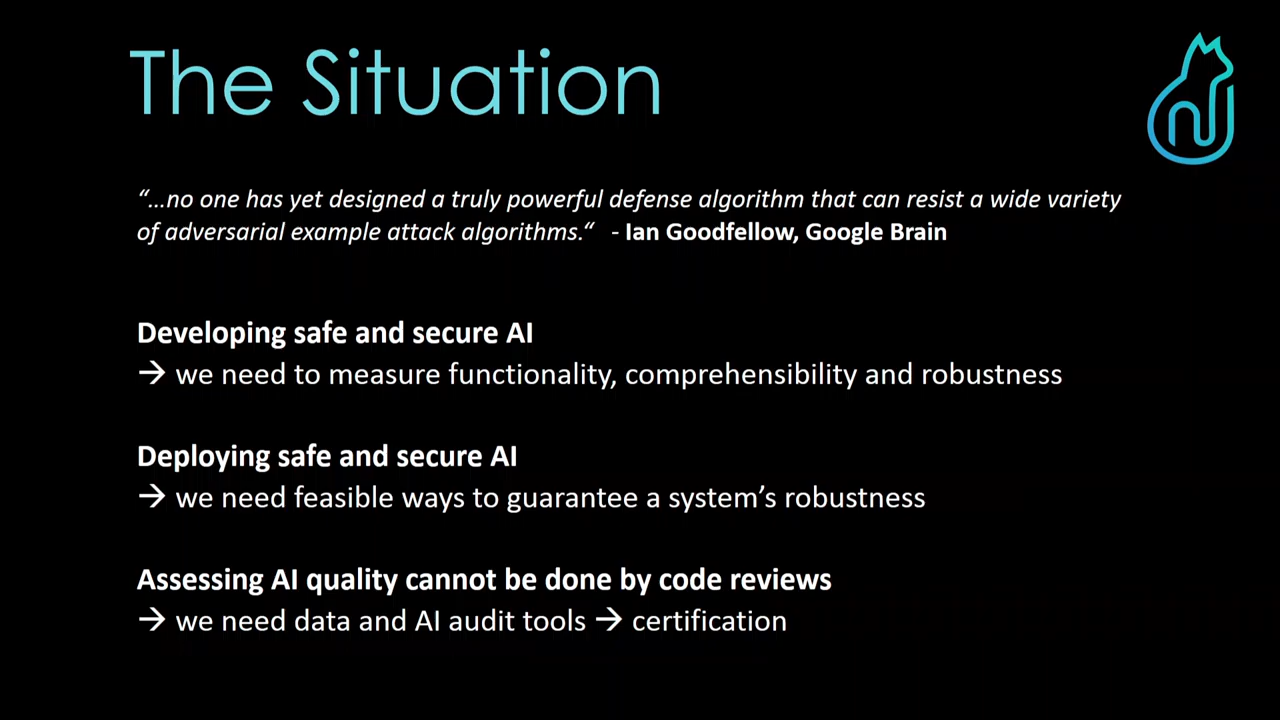 The Situation
“…no one has yet designed a truly powerful defense algorithm that can resist a wide variety
of adversarial example attack algorithms.“ - Ian Goodfellow, Google Brain
Developing safe and secure AI
→ we need to measure functionality, comprehensibility and robustness
Deploying safe and secure AI
→ we need feasible ways to guarantee a system’s robustness
Assessing AI quality cannot be done by code reviews
→ we need data and AI audit tools → certification